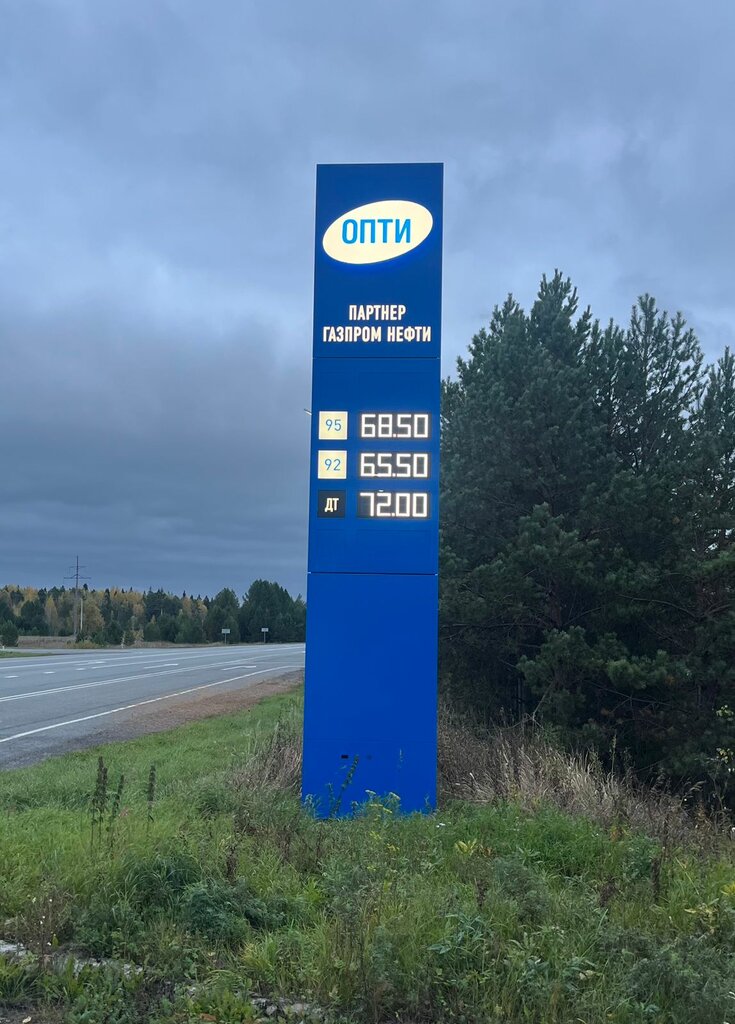 ОПТИ
ПАРТНЕР
ГАЗПРОМ НЕФТИ
95 68.50
92 65.50
ДТ 72.00